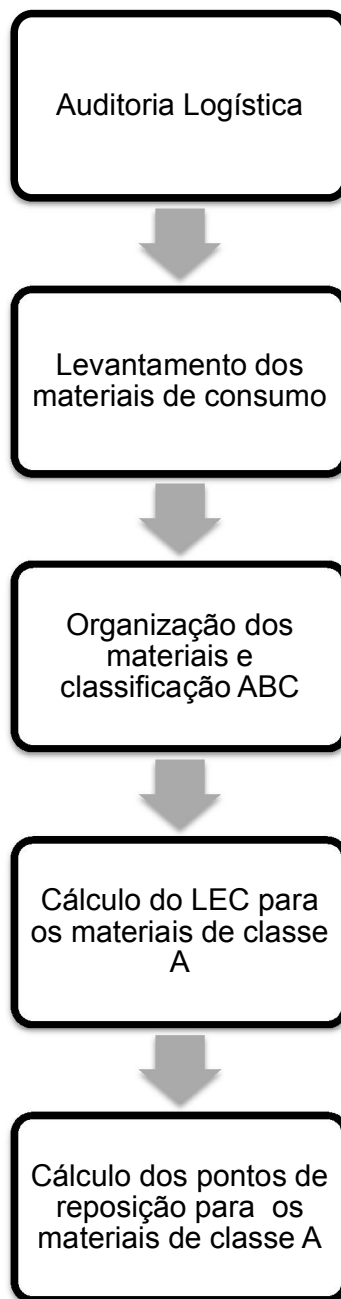 Auditoria Logística
Levantamento dos
materiais de consumo
Organização dos
materiais e
classificação ABC
Cálculo do LEC para
os materiais de classe
A
Cálculo dos pontos de
reposição para os
materiais de classe A